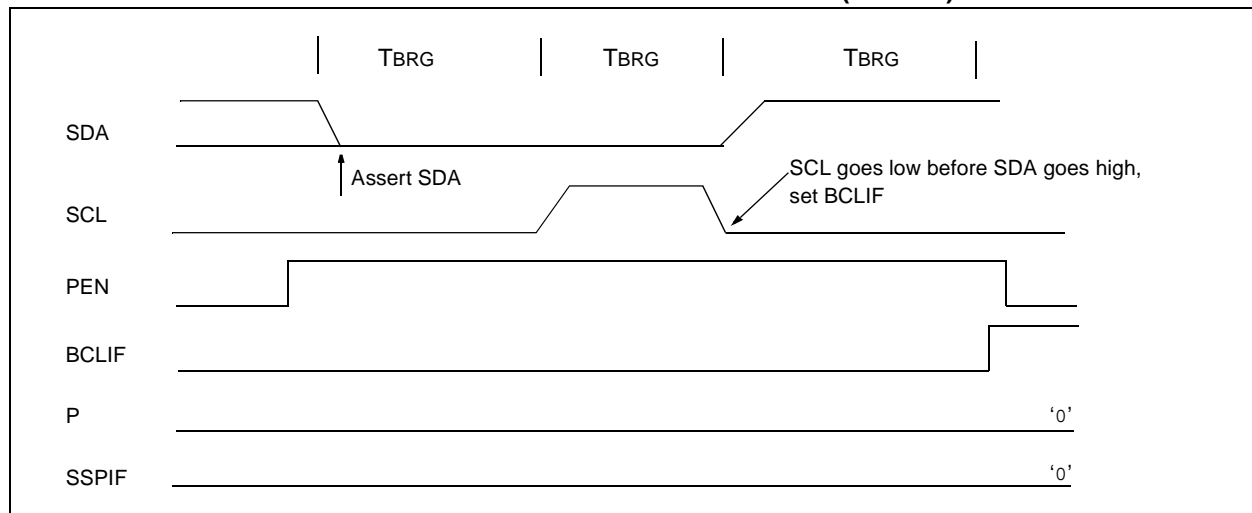 TBRG TBRG TBRG
SDA
Assert SDA
SCL goes low before SDA goes high,
set BCLIF
SCL
PEN
BCLIF
P
‘0’
SSPIF
‘0’